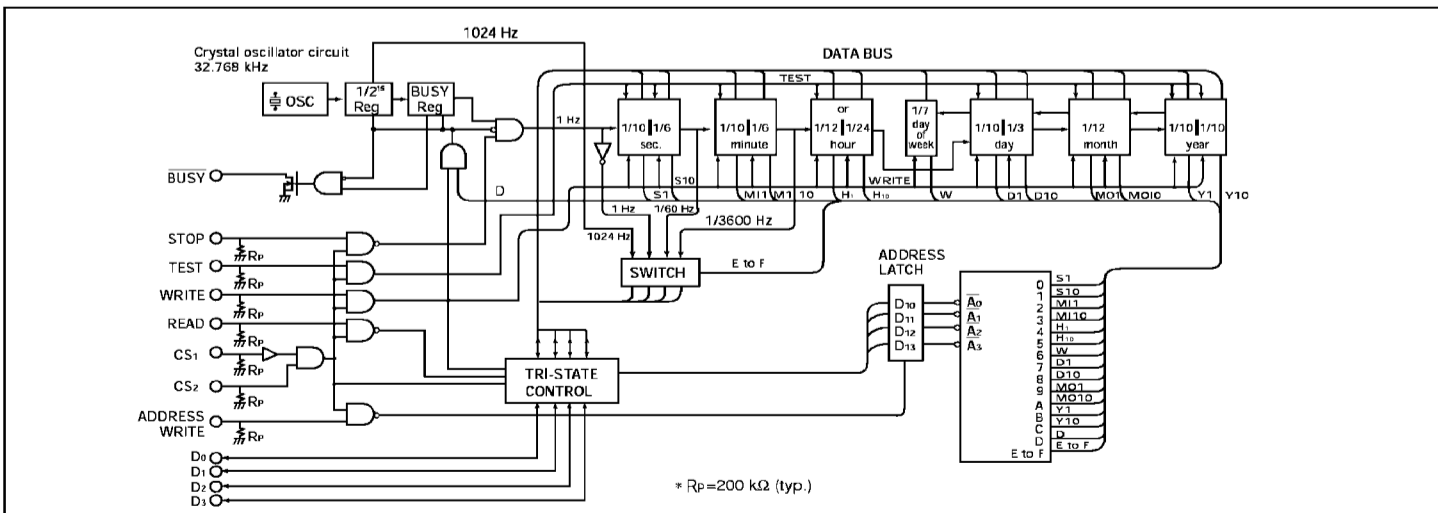 1024 Hz
Crystal oscillator circuit
32.768 kHz
DATA BUS
TEST
OSC
1/2¹⁵
Reg
BUSY
Reg
1 Hz
1/10 1/6
sec.
1/10 1/6
minute
or
1/12 1/24
hour
1/7
day
of
week
1/10 1/3
day
1/12
month
1/10 1/10
year
BUSY
D
WRITE
S1
S10
MI1
M1 10
H1
H10
W
D1
D10
MO1
MO10
Y1
Y10
1 Hz
1/60 Hz
1/3600 Hz
1024 Hz
STOP
RP
TEST
RP
WRITE
RP
READ
RP
CS1
RP
CS2
RP
ADDRESS
WRITE
RP
SWITCH
E to F
TRI-STATE
CONTROL
ADDRESS
LATCH
D10
D11
D12
D13
A0
A1
A2
A3
0 S1
1 S10
2 MI1
3 MI10
4 H1
5 H10
6 W
7 D1
8 D10
9 MO1
A MO10
B Y1
C Y10
D D
E to F E to F
D0
D1
D2
D3
* RP=200 kΩ (typ.)